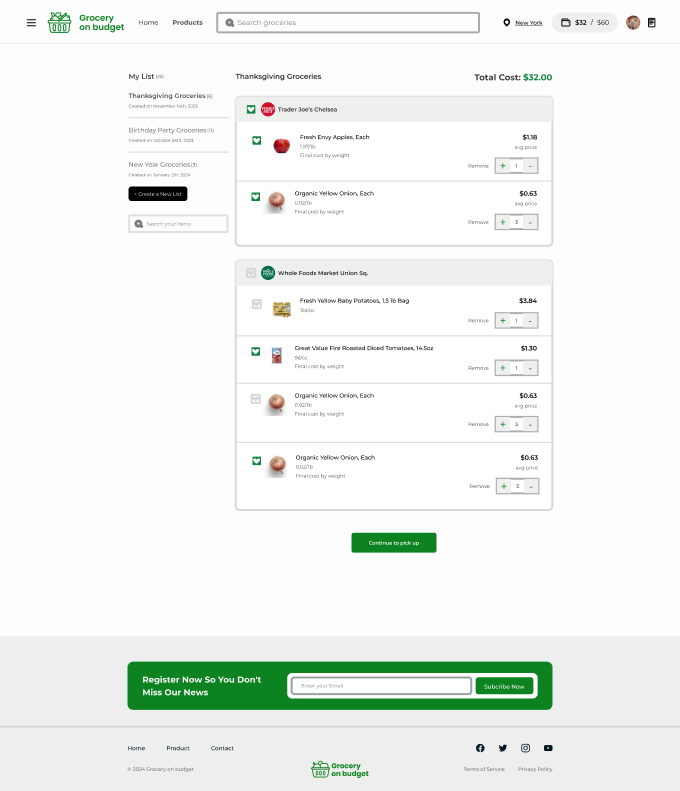 Grocery
on budget
Home
Products
Search groceries
New York
$32 / $60
My List (20)
Thanksgiving Groceries (6)
Created on November 14th, 2023
Birthday Party Groceries (11)
Created on October 26th, 2023
New Year Groceries (3)
Created on January 2th, 2024
+ Create a New List
Search your items
Thanksgiving Groceries
Total Cost: $32.00
Trader Joe's Chelsea
Fresh Envy Apples, Each
1.97/lb
Final cost by weight
$1.18
avg price
Remove + 1 -
Organic Yellow Onion, Each
0.92/lb
Final cost by weight
$0.63
avg price
Remove + 3 -
Whole Foods Market Union Sq.
Fresh Yellow Baby Potatoes, 1.5 lb Bag
16¢/oz
$3.84
Remove + 1 -
Great Value Fire Roasted Diced Tomatoes, 14.5oz
9¢/oz
Final cost by weight
$1.30
Remove + 1 -
Organic Yellow Onion, Each
0.92/lb
Final cost by weight
$0.63
avg price
Remove + 3 -
Organic Yellow Onion, Each
0.92/lb
Final cost by weight
$0.63
avg price
Remove + 3 -
Continue to pick up
Register Now So You Don't
Miss Our News
Enter your Email
Subcribe Now
Home
Product
Contact
© 2024 Grocery on budget
Grocery
on budget
Terms of Service
Privacy Policy